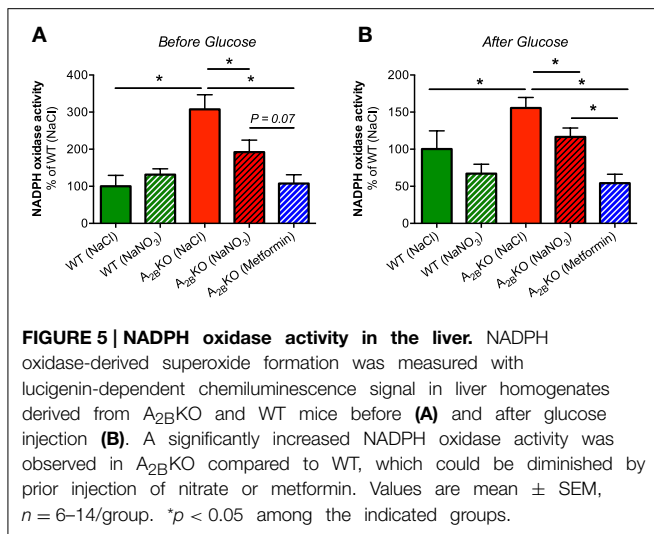 A
Before Glucose
*
*
*
P = 0.07
NADPH oxidase activity
% of WT (NaCl)
400
300
200
100
0
WT (NaCl)
WT (NaNO₃)
A₂BKO (NaCl)
A₂BKO (NaNO₃)
A₂BKO (Metformin)
B
After Glucose
*
*
*
*
NADPH oxidase activity
% of WT (NaCl)
200
150
100
50
0
WT (NaCl)
WT (NaNO₃)
A₂BKO (NaCl)
A₂BKO (NaNO₃)
A₂BKO (Metformin)
FIGURE 5 | NADPH oxidase activity in the liver. NADPH
oxidase-derived superoxide formation was measured with
lucigenin-dependent chemiluminescence signal in liver homogenates
derived from A₂BKO and WT mice before (A) and after glucose
injection (B). A significantly increased NADPH oxidase activity was
observed in A₂BKO compared to WT, which could be diminished by
prior injection of nitrate or metformin. Values are mean ± SEM,
n = 6–14/group. *p < 0.05 among the indicated groups.